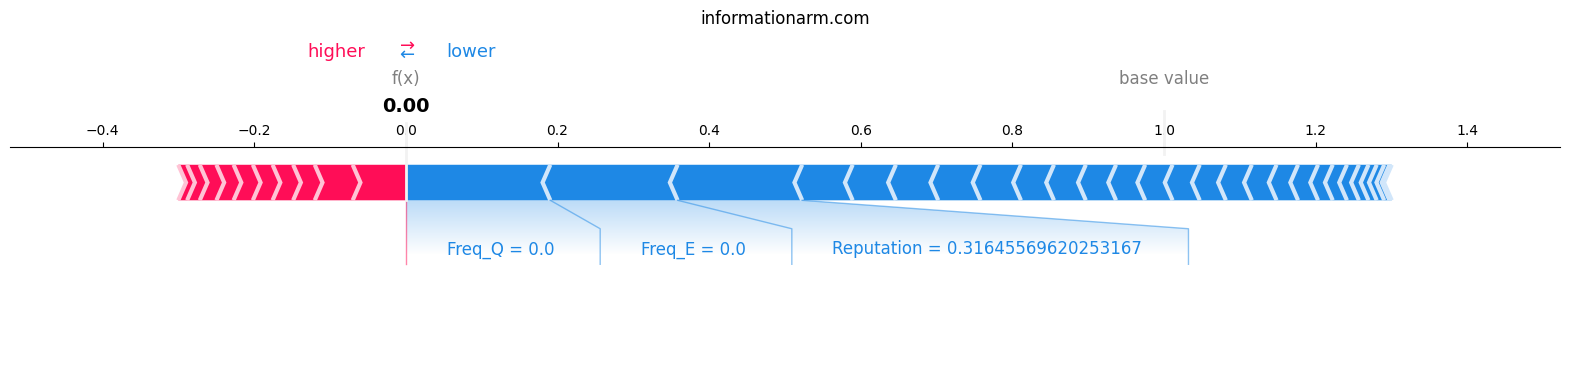 informationarm.com
higher ⇄ lower
f(x) base value
0.00
−0.4 −0.2 0.0 0.2 0.4 0.6 0.8 1.0 1.2 1.4
Freq_Q = 0.0 Freq_E = 0.0 Reputation = 0.31645569620253167